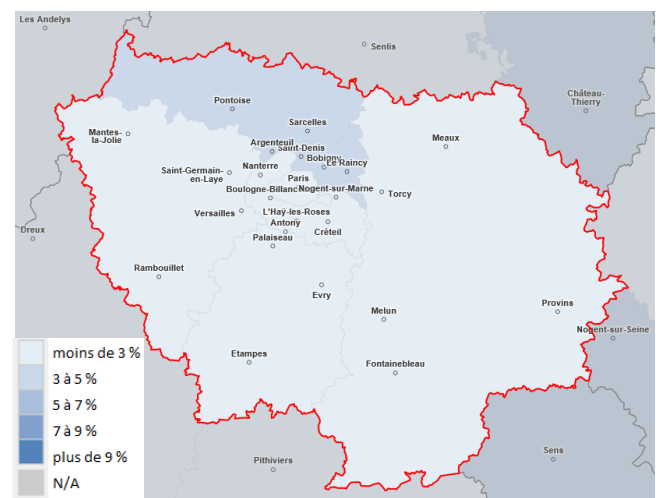 Les Andelys
Senlis
Château-
Thierry
Pontoise
Sarcelles
Mantes-
la-Jolie
Meaux
Argenteuil
Saint-Denis
Bobigny
Le Raincy
Saint-Germain-
en-Laye
Nanterre
Paris
Boulogne-Billanc
Nogent-sur-Marne
Torcy
Versailles
L'Haÿ-les-Roses
Dreux
Antony
Créteil
Palaiseau
Rambouillet
Evry
Provins
Melun
Nogent-sur-Seine
Etampes
Fontainebleau
moins de 3 %
3 à 5 %
5 à 7 %
7 à 9 %
plus de 9 %
N/A
Pithiviers
Sens